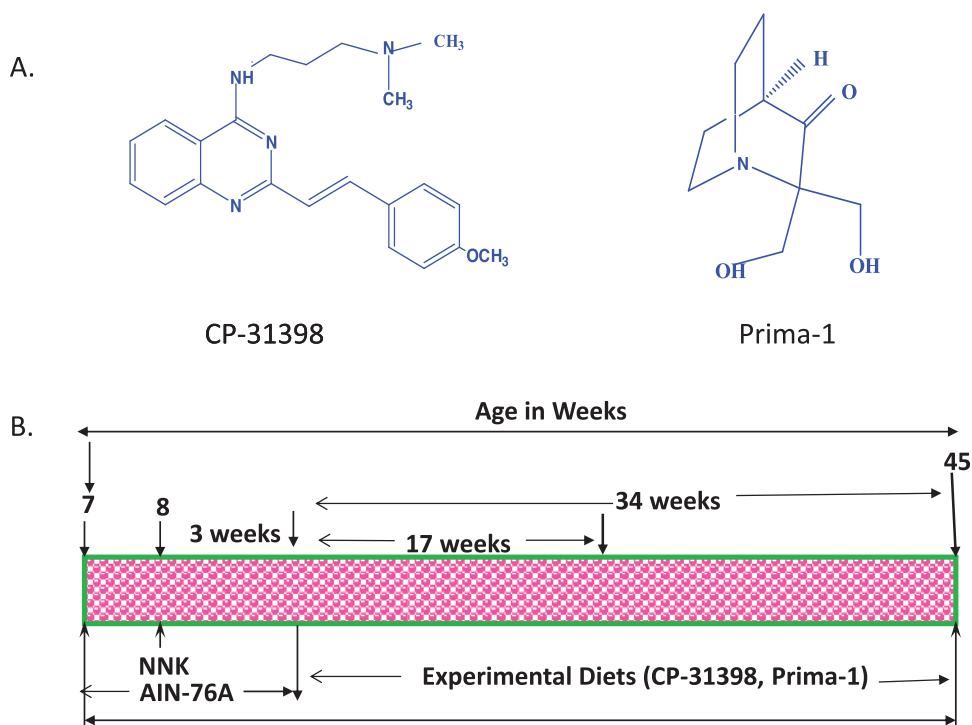 A.
NH
N
CH3
CH3
N
N
OCH3
CP-31398
H
O
N
OH
OH
Prima-1
B.
Age in Weeks
7
8
3 weeks
17 weeks
34 weeks
45
NNK
AIN-76A
Experimental Diets (CP-31398, Prima-1)